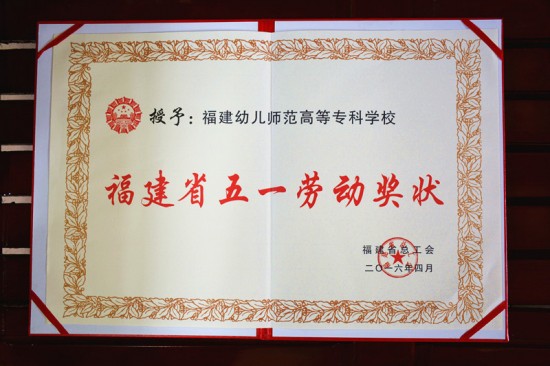 授予：福建幼儿师范高等专科学校
福建省五一劳动奖状
福建省总工会
二〇一六年四月